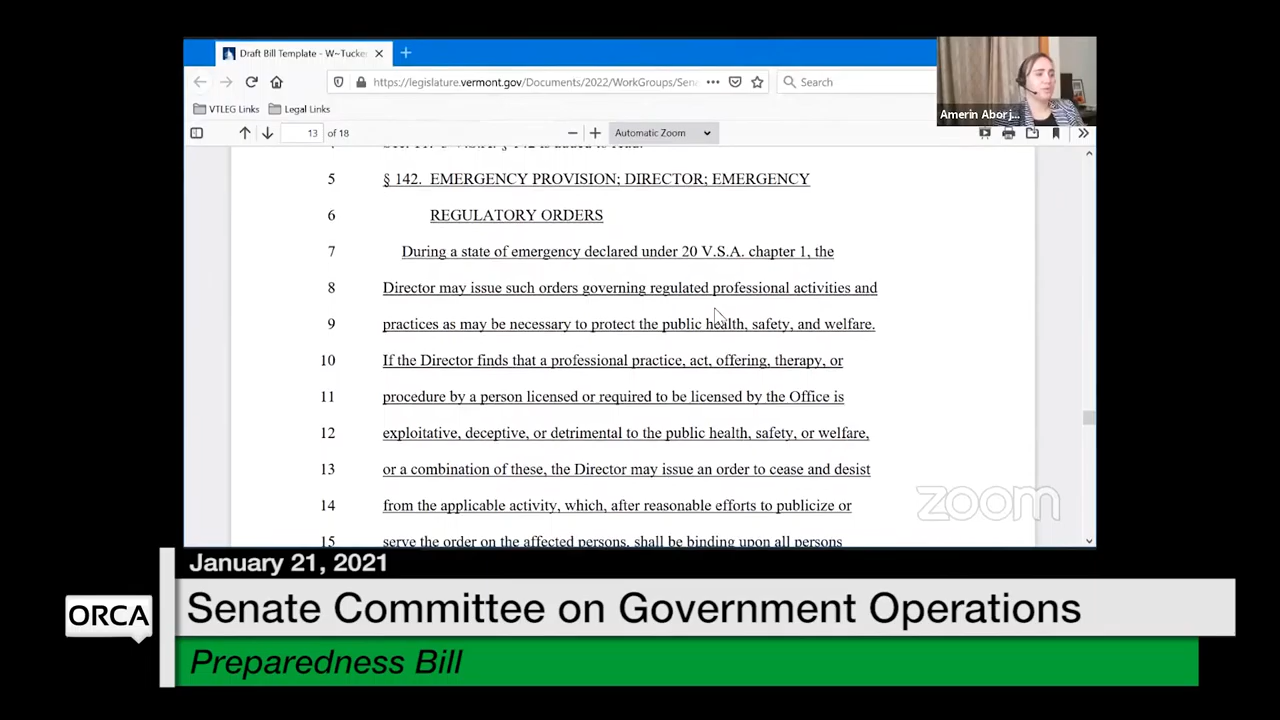 Draft Bill Template - W~Tucke
https://legislature.vermont.gov/Documents/2022/WorkGroups/Sen
Search
VTLEG Links
Legal Links
Amerin Aborj...
13 of 18
Automatic Zoom
5 § 142. EMERGENCY PROVISION; DIRECTOR; EMERGENCY
6 REGULATORY ORDERS
7 During a state of emergency declared under 20 V.S.A. chapter 1, the
8 Director may issue such orders governing regulated professional activities and
9 practices as may be necessary to protect the public health, safety, and welfare.
10 If the Director finds that a professional practice, act, offering, therapy, or
11 procedure by a person licensed or required to be licensed by the Office is
12 exploitative, deceptive, or detrimental to the public health, safety, or welfare,
13 or a combination of these, the Director may issue an order to cease and desist
14 from the applicable activity, which, after reasonable efforts to publicize or
15 serve the order on the affected persons, shall be binding upon all persons
zoom
January 21, 2021
ORCA
Senate Committee on Government Operations
Preparedness Bill